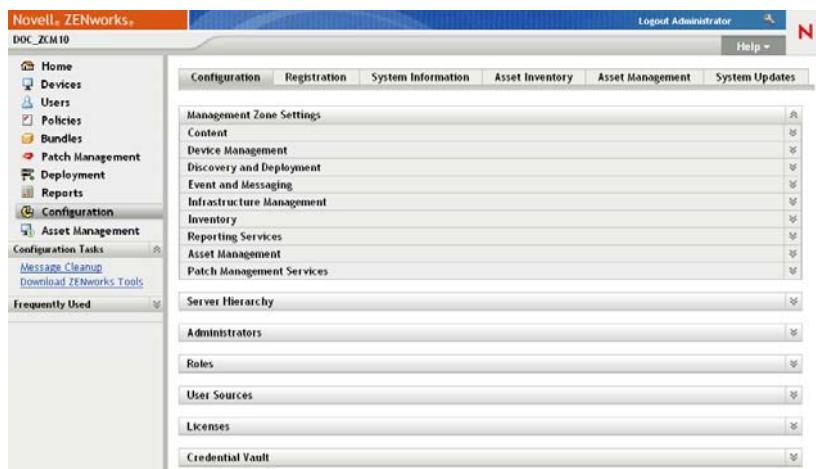 Novell® ZENworks®
Logout Administrator
N
DOC_ZCM10
Help
Home
Devices
Users
Policies
Bundles
Patch Management
Deployment
Reports
Configuration
Asset Management
Configuration Tasks
Message Cleanup
Download ZENworks Tools
Frequently Used
Configuration Registration System Information Asset Inventory Asset Management System Updates
Management Zone Settings
Content
Device Management
Discovery and Deployment
Event and Messaging
Infrastructure Management
Inventory
Reporting Services
Asset Management
Patch Management Services
Server Hierarchy
Administrators
Roles
User Sources
Licenses
Credential Vault